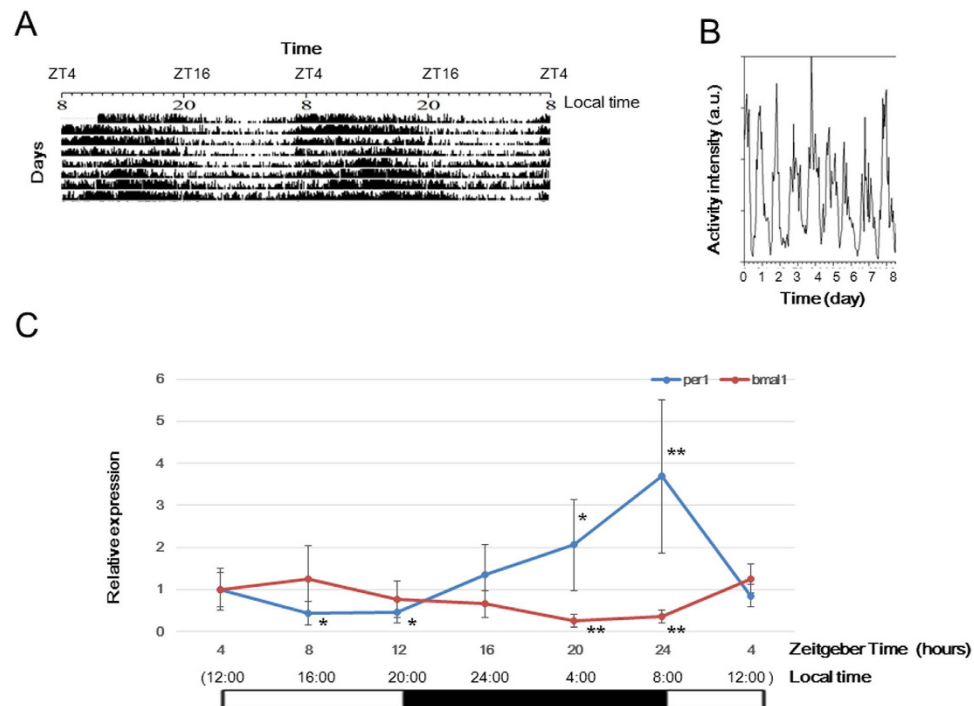 A
Time
ZT4 ZT16 ZT4 ZT16 ZT4
8 20 8 20 8 Local time
Days
B
Activity intensity (a.u.)
0 1 2 3 4 5 6 7 8
Time (day)
C
per1 bmal1
Relative expression
6
5
** 
4
3
*
2
1
0
* * ** **
4 8 12 16 20 24 4 Zeitgeber Time (hours)
(12:00 16:00 20:00 24:00 4:00 8:00 12:00 ) Local time